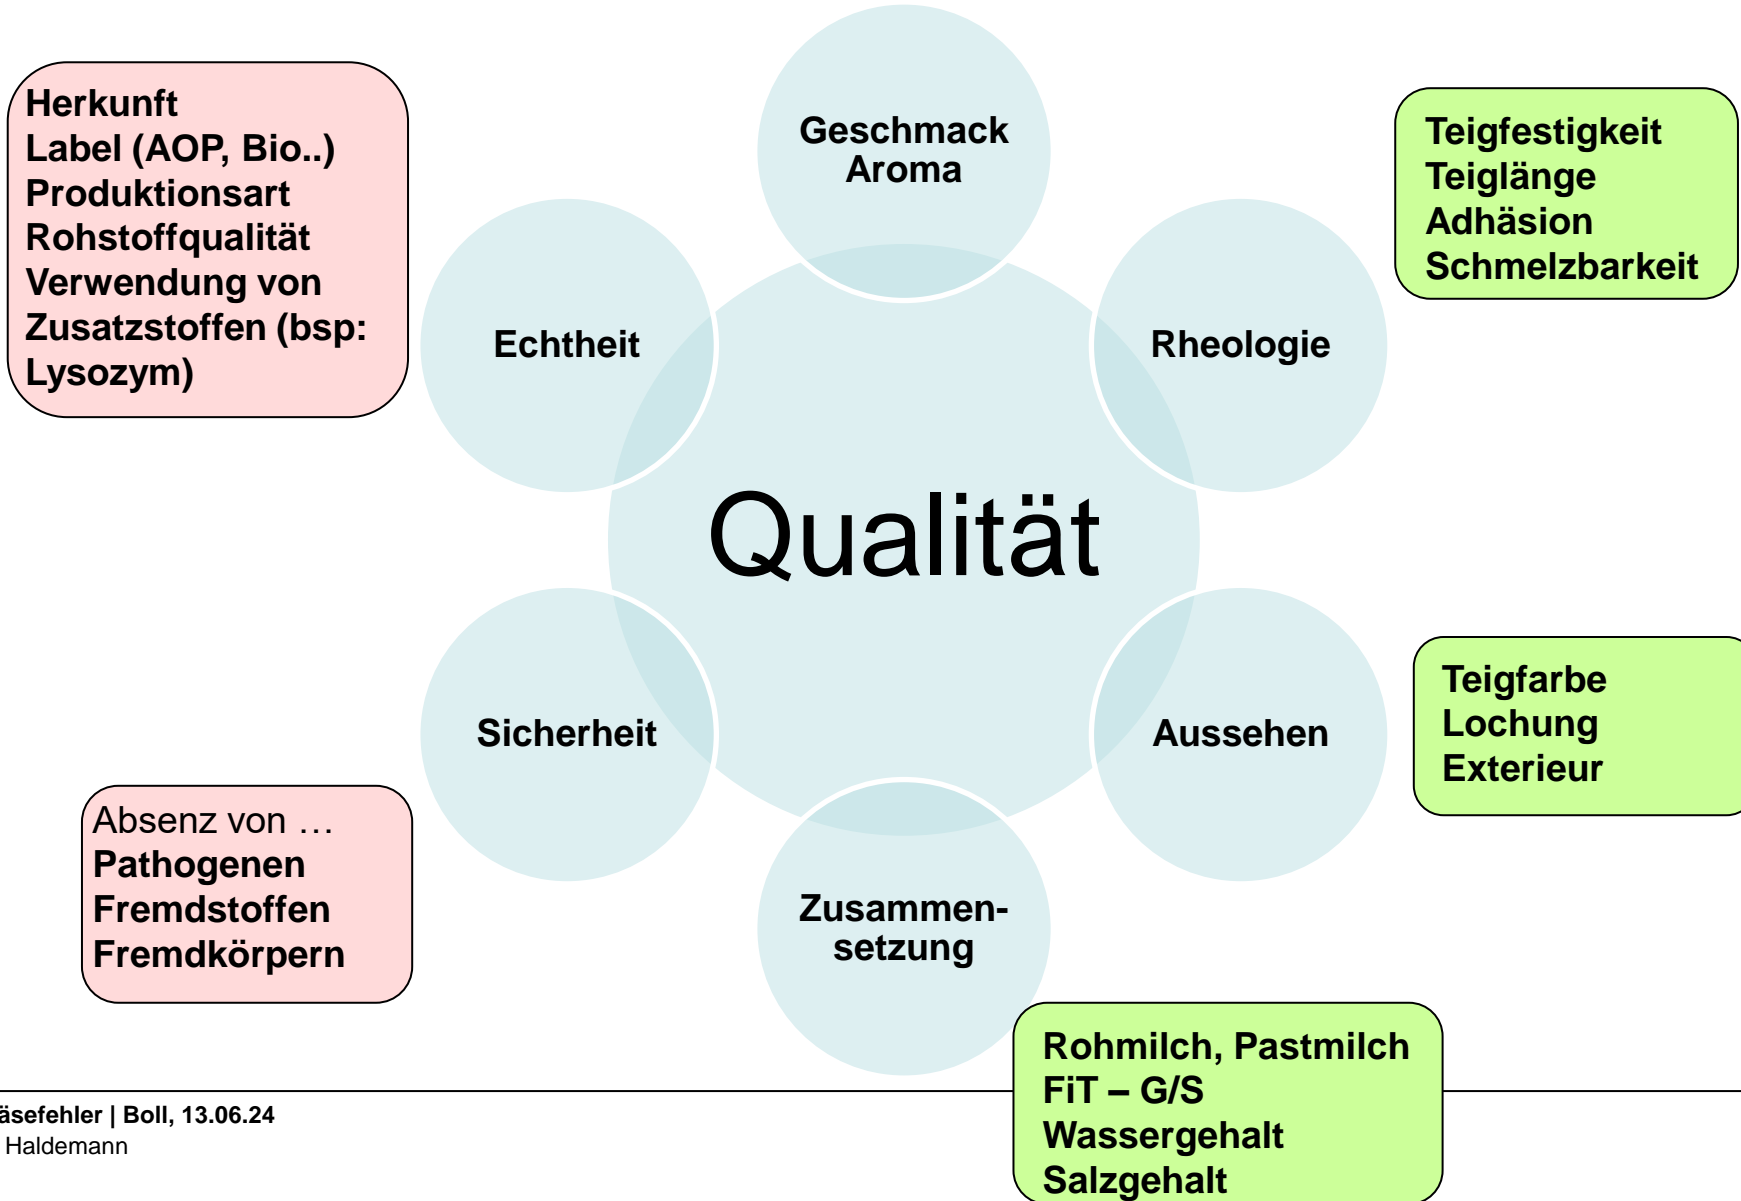 Herkunft
Label (AOP, Bio..)
Produktionsart
Rohstoffqualität
Verwendung von
Zusatzstoffen (bsp:
Lysozym)
Geschmack
Aroma
Teigfestigkeit
Teiglänge
Adhäsion
Schmelzbarkeit
Echtheit
Rheologie
Qualität
Sicherheit
Aussehen
Teigfarbe
Lochung
Exterieur
Absenz von …
Pathogenen
Fremdstoffen
Fremdkörpern
Zusammen-
setzung
Rohmilch, Pastmilch
FiT – G/S
Wassergehalt
Salzgehalt
äsefehler | Boll, 13.06.24
Haldemann